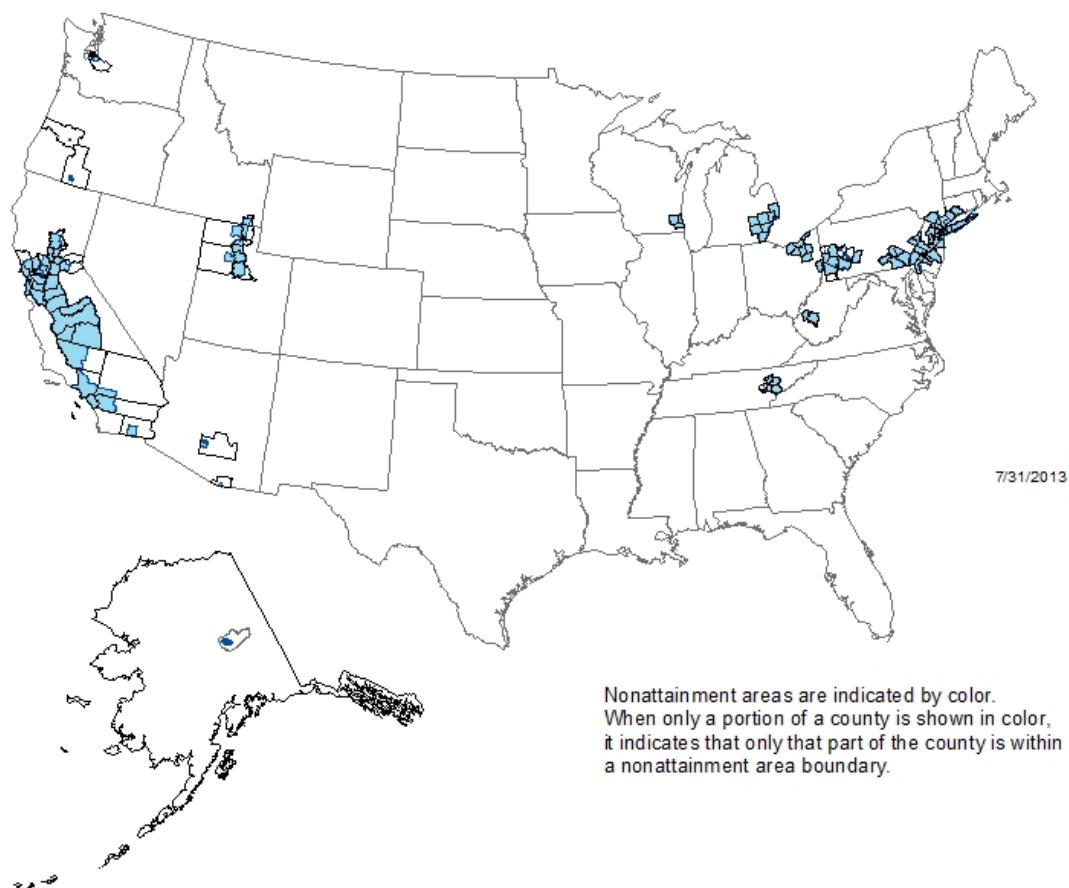 7/31/2013
Nonattainment areas are indicated by color.
When only a portion of a county is shown in color,
it indicates that only that part of the county is within
a nonattainment area boundary.